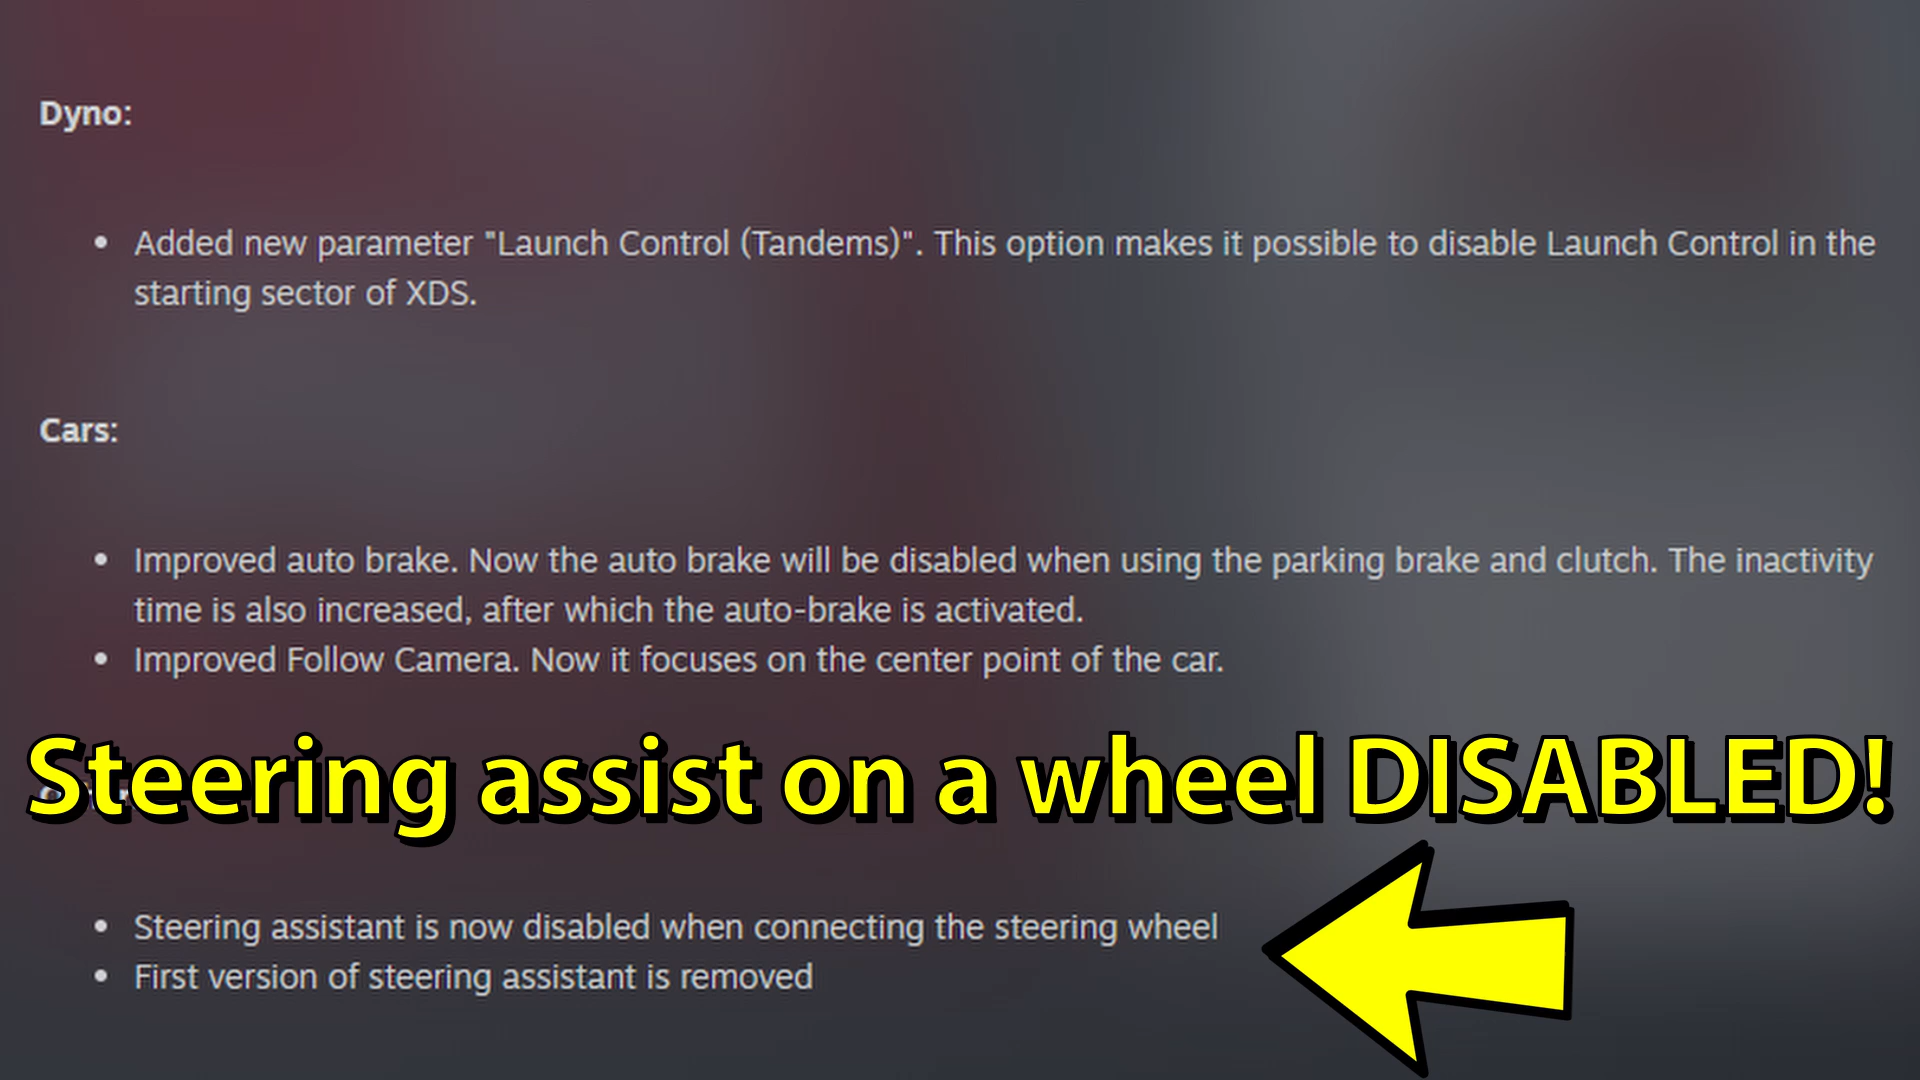 Dyno:
• Added new parameter "Launch Control (Tandems)". This option makes it possible to disable Launch Control in the
starting sector of XDS.
Cars:
• Improved auto brake. Now the auto brake will be disabled when using the parking brake and clutch. The inactivity
time is also increased, after which the auto-brake is activated.
• Improved Follow Camera. Now it focuses on the center point of the car.
Steering assist on a wheel DISABLED!
• Steering assistant is now disabled when connecting the steering wheel
• First version of steering assistant is removed